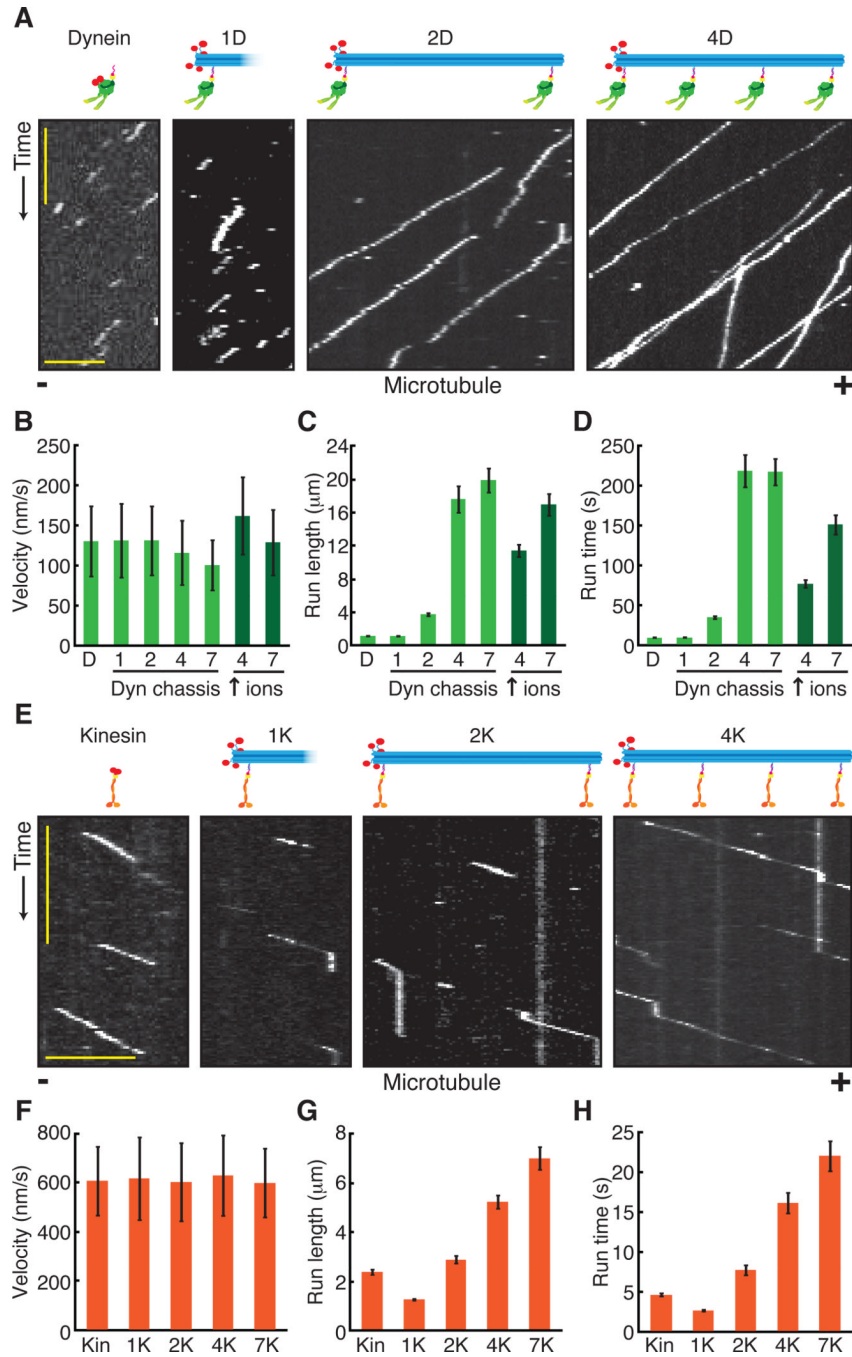 A
Dynein 1D 2D 4D
Time
- Microtubule +
B
Velocity (nm/s)
250
200
150
100
50
0
D 1 2 4 7 4 7
Dyn chassis ↑ ions
C
Run length (μm)
24
20
16
12
8
4
0
D 1 2 4 7 4 7
Dyn chassis ↑ ions
D
Run time (s)
250
200
150
100
50
0
D 1 2 4 7 4 7
Dyn chassis ↑ ions
E
Kinesin 1K 2K 4K
Time
- Microtubule +
F
Velocity (nm/s)
800
600
400
200
0
Kin 1K 2K 4K 7K
G
Run length (μm)
8
6
4
2
0
Kin 1K 2K 4K 7K
H
Run time (s)
25
20
15
10
5
0
Kin 1K 2K 4K 7K